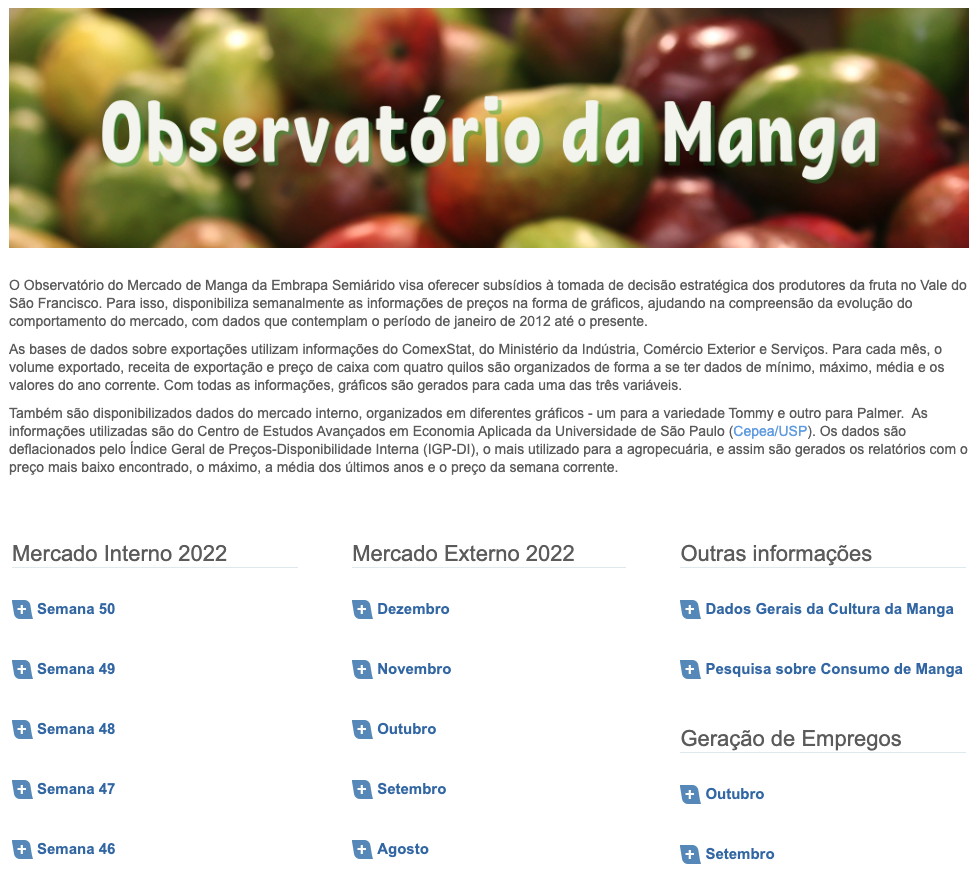 Observatório da Manga
O Observatório do Mercado de Manga da Embrapa Semiárido visa oferecer subsídios à tomada de decisão estratégica dos produtores da fruta no Vale do
São Francisco. Para isso, disponibiliza semanalmente as informações de preços na forma de gráficos, ajudando na compreensão da evolução do
comportamento do mercado, com dados que contemplam o período de janeiro de 2012 até o presente.
As bases de dados sobre exportações utilizam informações do ComexStat, do Ministério da Indústria, Comércio Exterior e Serviços. Para cada mês, o
volume exportado, receita de exportação e preço de caixa com quatro quilos são organizados de forma a se ter dados de mínimo, máximo, média e os
valores do ano corrente. Com todas as informações, gráficos são gerados para cada uma das três variáveis.
Também são disponibilizados dados do mercado interno, organizados em diferentes gráficos - um para a variedade Tommy e outro para Palmer. As
informações utilizadas são do Centro de Estudos Avançados em Economia Aplicada da Universidade de São Paulo (Cepea/USP). Os dados são
deflacionados pelo Índice Geral de Preços-Disponibilidade Interna (IGP-DI), o mais utilizado para a agropecuária, e assim são gerados os relatórios com o
preço mais baixo encontrado, o máximo, a média dos últimos anos e o preço da semana corrente.
Mercado Interno 2022
Semana 50
Semana 49
Semana 48
Semana 47
Semana 46
Mercado Externo 2022
Dezembro
Novembro
Outubro
Setembro
Agosto
Outras informações
Dados Gerais da Cultura da Manga
Pesquisa sobre Consumo de Manga
Geração de Empregos
Outubro
Setembro